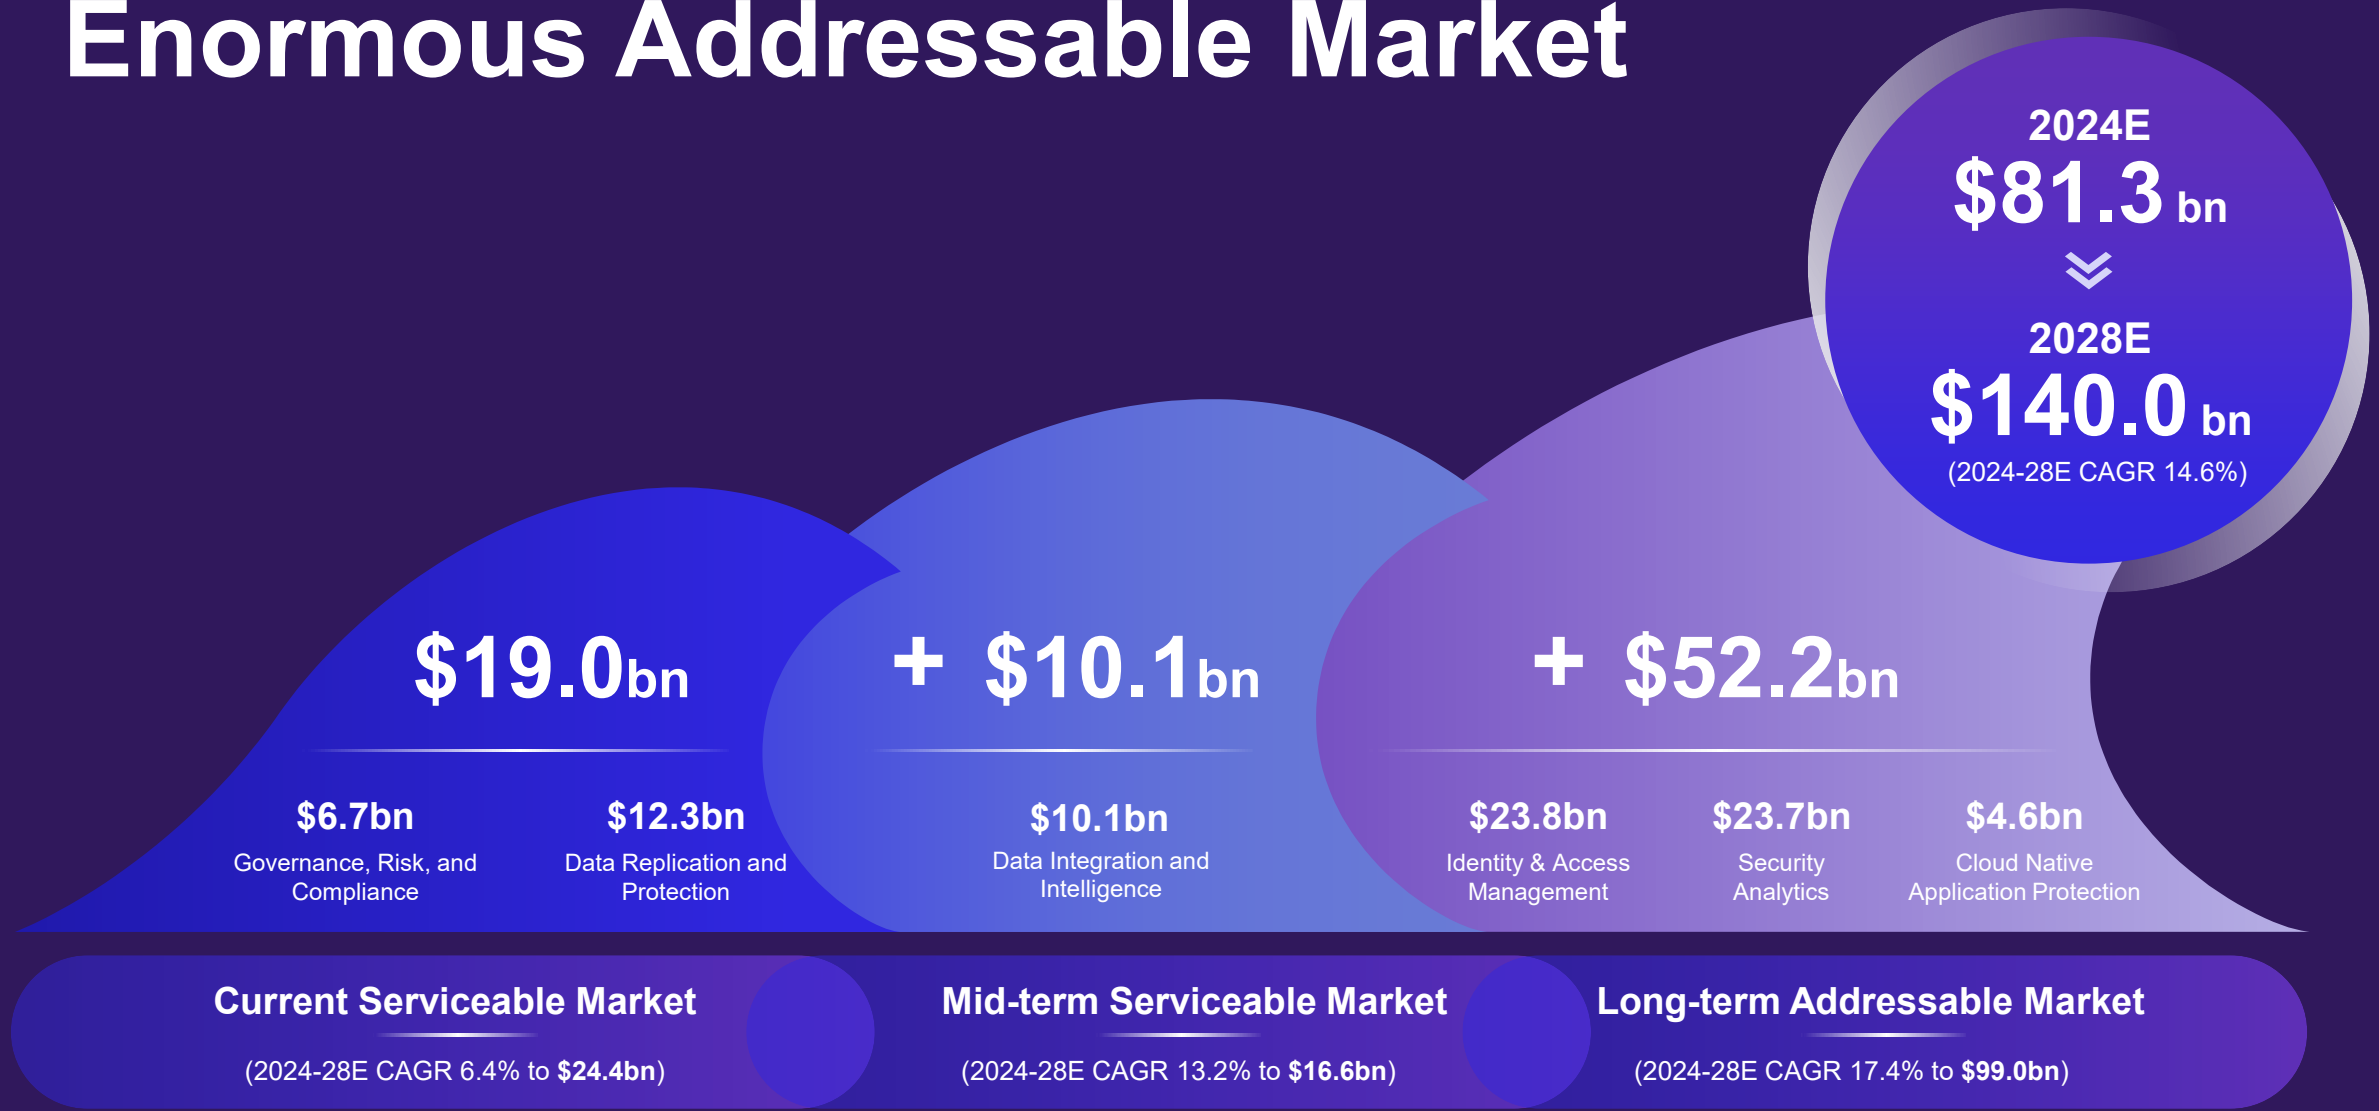 Enormous Addressable Market
2024E
$81.3 bn
2028E
$140.0 bn
(2024-28E CAGR 14.6%)
$19.0bn
+ $10.1bn
+ $52.2bn
$6.7bn
Governance, Risk, and
Compliance
$12.3bn
Data Replication and
Protection
$10.1bn
Data Integration and
Intelligence
$23.8bn
Identity & Access
Management
$23.7bn
Security
Analytics
$4.6bn
Cloud Native
Application Protection
Current Serviceable Market
(2024-28E CAGR 6.4% to $24.4bn)
Mid-term Serviceable Market
(2024-28E CAGR 13.2% to $16.6bn)
Long-term Addressable Market
(2024-28E CAGR 17.4% to $99.0bn)